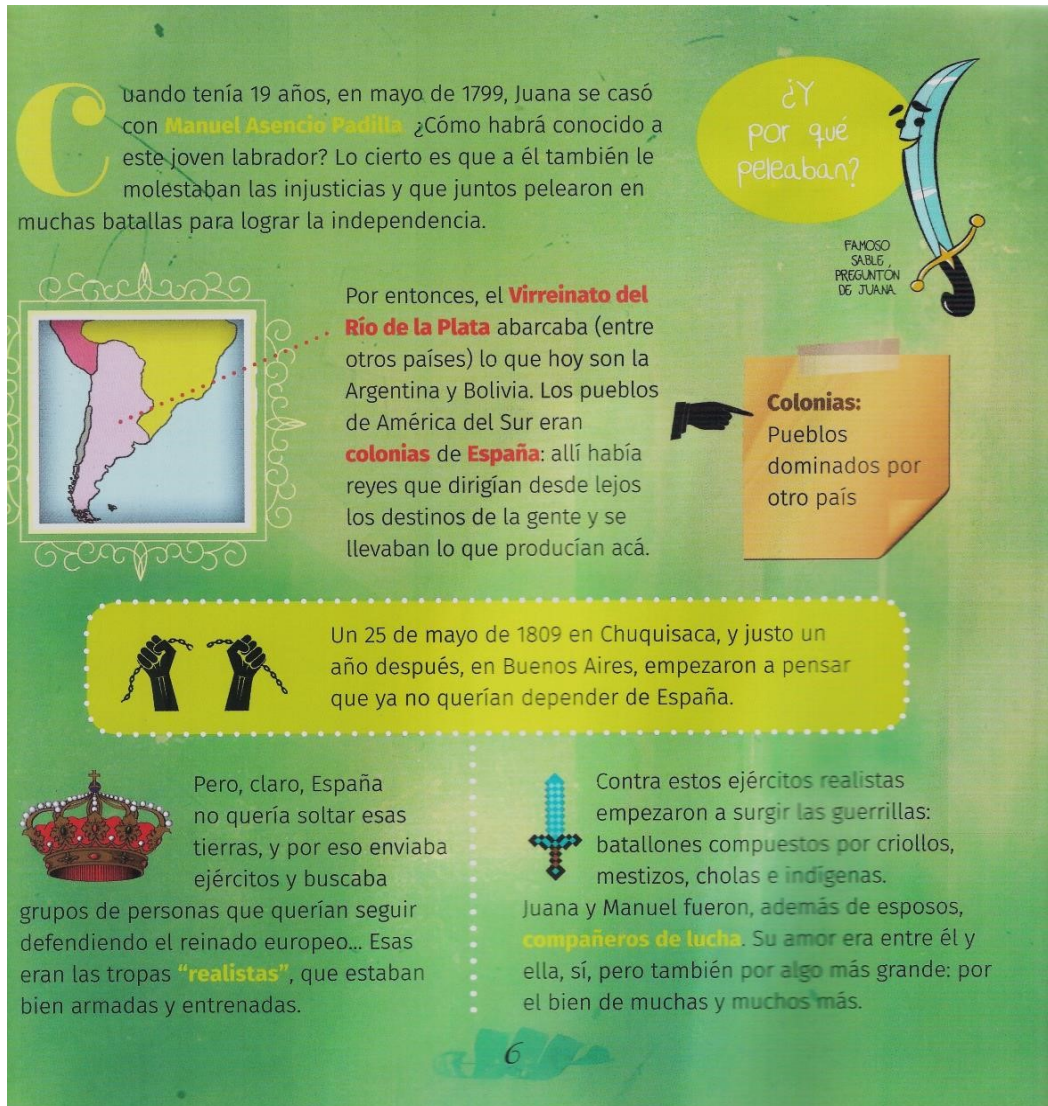 Cuando tenía 19 años, en mayo de 1799, Juana se casó
con Manuel Asencio Padilla ¿Cómo habrá conocido a
este joven labrador? Lo cierto es que a él también le
molestaban las injusticias y que juntos pelearon en
muchas batallas para lograr la independencia.
¿Y
por qué
peleaban?
FAMOSO
SABLE
PREGUNTÓN
DE JUANA
Por entonces, el Virreinato del
Río de la Plata abarcaba (entre
otros países) lo que hoy son la
Argentina y Bolivia. Los pueblos
de América del Sur eran
colonias de España: allí había
reyes que dirigían desde lejos
los destinos de la gente y se
llevaban lo que producían acá.
Colonias:
Pueblos
dominados por
otro país
Un 25 de mayo de 1809 en Chuquisaca, y justo un
año después, en Buenos Aires, empezaron a pensar
que ya no querían depender de España.
Pero, claro, España
no quería soltar esas
tierras, y por eso enviaba
ejércitos y buscaba
grupos de personas que querían seguir
defendiendo el reinado europeo... Esas
eran las tropas “realistas”, que estaban
bien armadas y entrenadas.
Contra estos ejércitos realistas
empezaron a surgir las guerrillas:
batallones compuestos por criollos,
mestizos, cholas e indígenas.
Juana y Manuel fueron, además de esposos,
compañeros de lucha. Su amor era entre él y
ella, sí, pero también por algo más grande: por
el bien de muchas y muchos más.
6